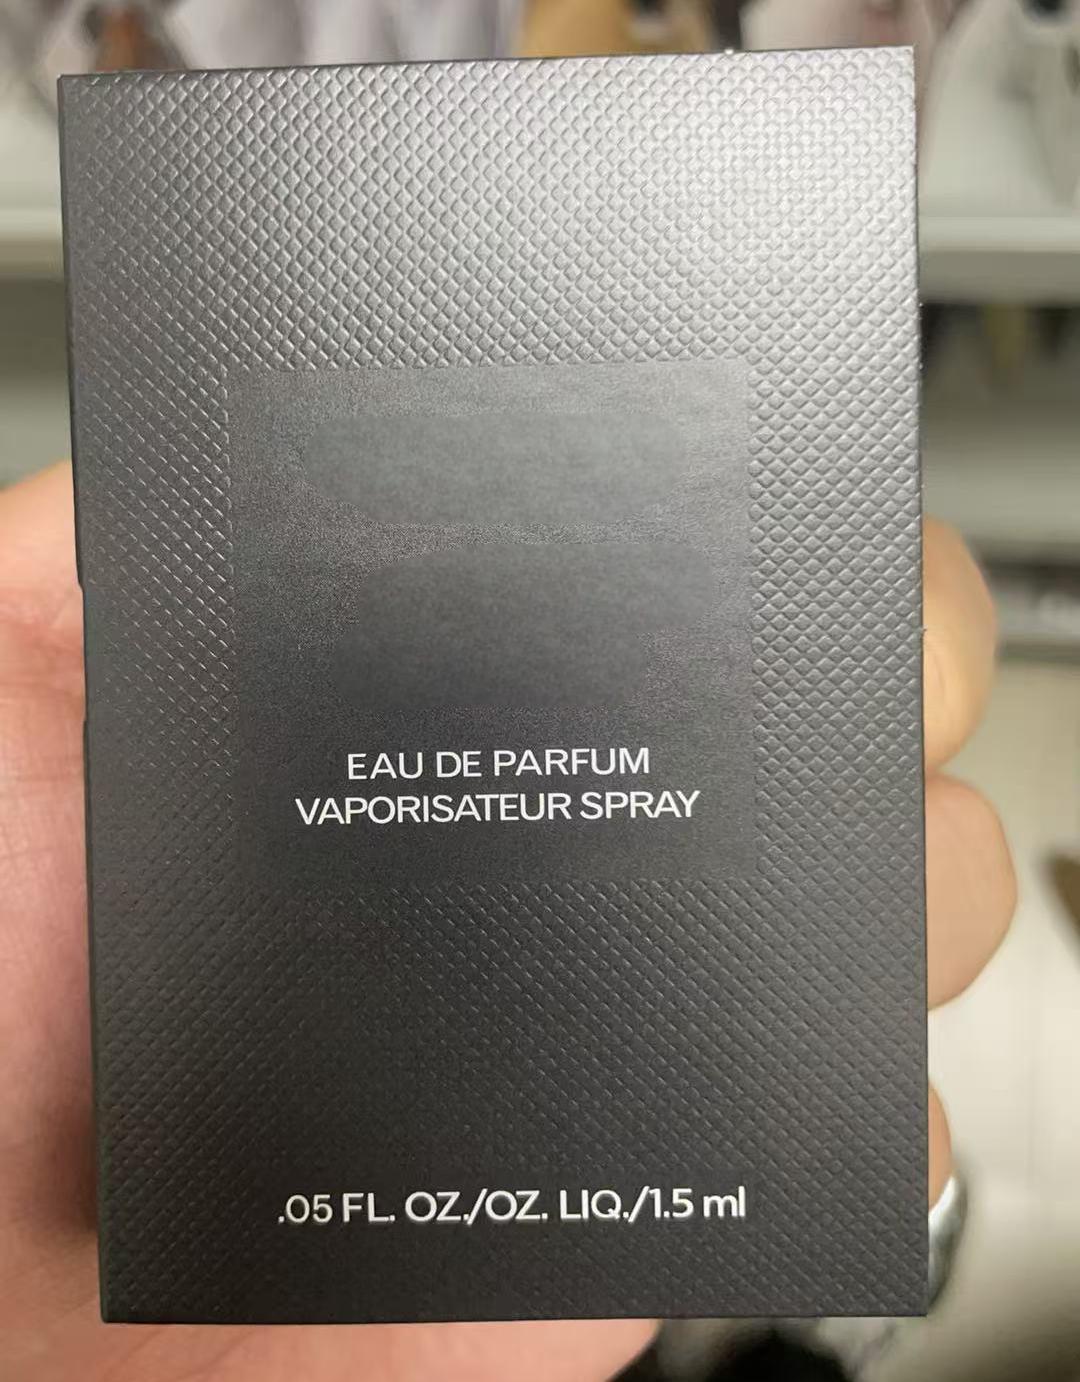 EAU DE PARFUM
VAPORISATEUR SPRAY
.05 FL. OZ./OZ. LIQ./1.5 ml